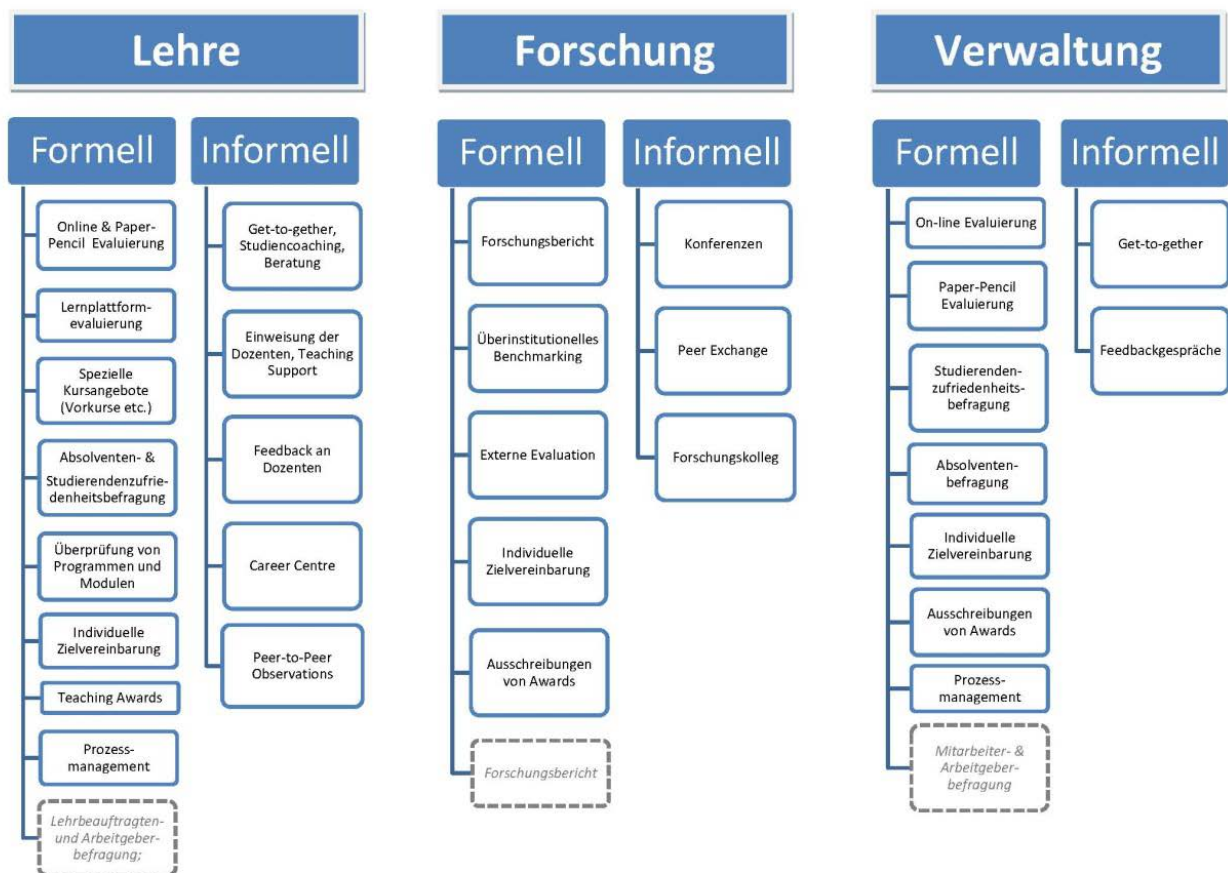 Lehre
Formell
Online & Paper-
Pencil Evaluierung
Lernplattform-
evaluierung
Spezielle
Kursangebote
(Vorkurse etc.)
Absolventen- &
Studierendenzufrie-
denheitsbefragung
Überprüfung von
Programmen und
Modulen
Individuelle
Zielvereinbarung
Teaching Awards
Prozess-
management
Lehrbeauftragten-
und Arbeitgeber-
befragung;
Informell
Get-to-gether,
Studiencoaching,
Beratung
Einweisung der
Dozenten, Teaching
Support
Feedback an
Dozenten
Career Centre
Peer-to-Peer
Observations
Forschung
Formell
Forschungsbericht
Überinstitutionelles
Benchmarking
Externe Evaluation
Individuelle
Zielvereinbarung
Ausschreibungen
von Awards
Forschungsbericht
Informell
Konferenzen
Peer Exchange
Forschungskolleg
Verwaltung
Formell
On-line Evaluierung
Paper-Pencil
Evaluierung
Studierenden-
zufriedenheits-
befragung
Absolventen-
befragung
Individuelle
Zielvereinbarung
Ausschreibungen
von Awards
Prozess-
management
Mitarbeiter- &
Arbeitgeber-
befragung
Informell
Get-to-gether
Feedbackgespräche